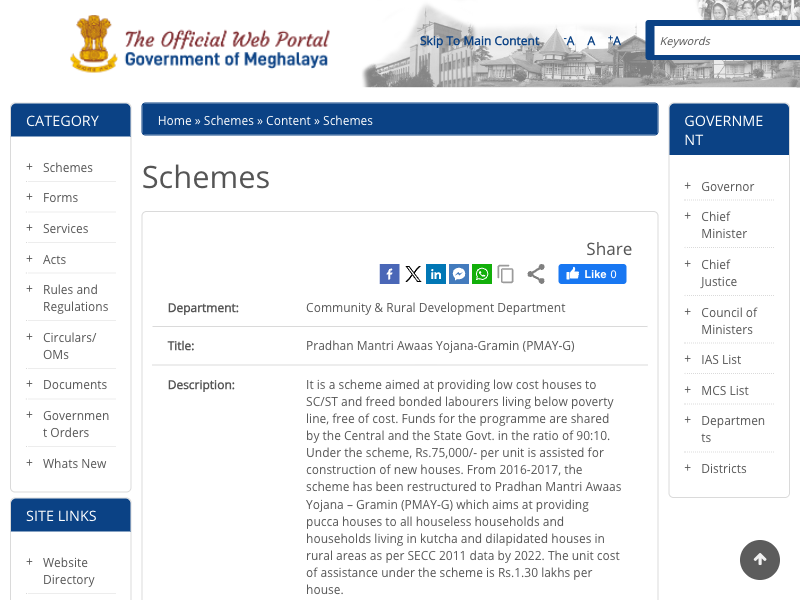 The Official Web Portal
Government of Meghalaya
Skip To Main Content
-A A +A
Keywords
CATEGORY
+ Schemes
+ Forms
+ Services
+ Acts
+ Rules and
Regulations
+ Circulars/
OMs
+ Documents
+ Governmen
t Orders
+ Whats New
SITE LINKS
+ Website
Directory
Home » Schemes » Content » Schemes
Schemes
Share
Like 0
Department: Community & Rural Development Department
Title: Pradhan Mantri Awaas Yojana-Gramin (PMAY-G)
Description: It is a scheme aimed at providing low cost houses to
SC/ST and freed bonded labourers living below poverty
line, free of cost. Funds for the programme are shared
by the Central and the State Govt. in the ratio of 90:10.
Under the scheme, Rs.75,000/- per unit is assisted for
construction of new houses. From 2016-2017, the
scheme has been restructured to Pradhan Mantri Awaas
Yojana – Gramin (PMAY-G) which aims at providing
pucca houses to all houseless households and
households living in kutcha and dilapidated houses in
rural areas as per SECC 2011 data by 2022. The unit cost
of assistance under the scheme is Rs.1.30 lakhs per
house.
GOVERNME
NT
+ Governor
+ Chief
Minister
+ Chief
Justice
+ Council of
Ministers
+ IAS List
+ MCS List
+ Departmen
ts
+ Districts